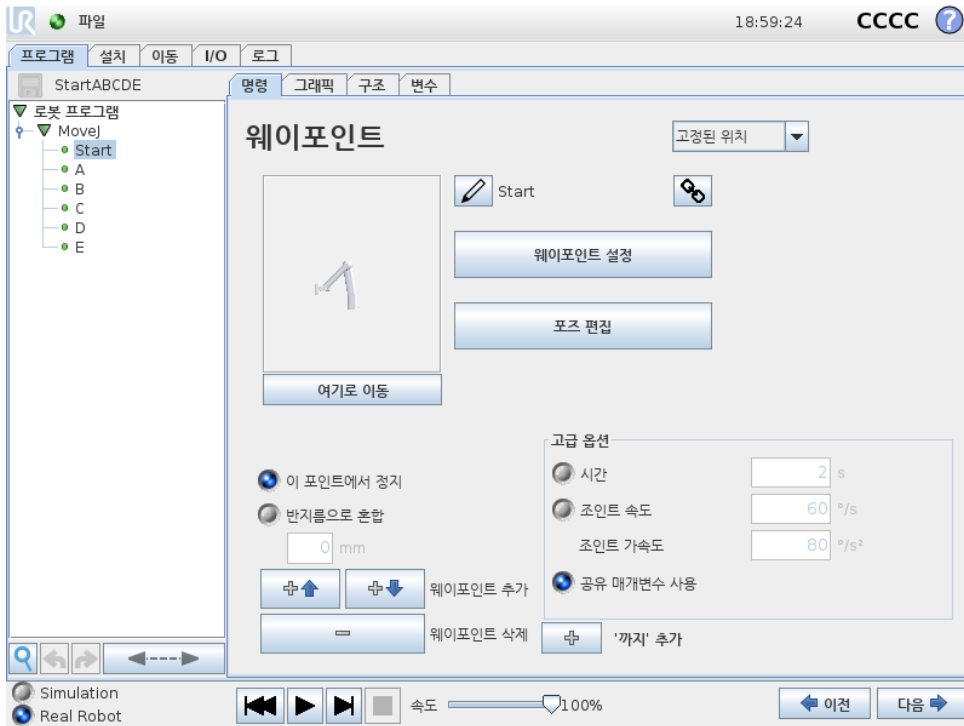 UR 파일 18:59:24 CCCC ?
프로그램 설치 이동 I/O 로그
StartABCDE 명령 그래픽 구조 변수
로봇 프로그램
MoveJ
Start
A
B
C
D
E
웨이포인트 고정된 위치
Start
웨이포인트 설정
포즈 편집
여기로 이동
이 포인트에서 정지
반지름으로 혼합
0 mm
웨이포인트 추가
웨이포인트 삭제
고급 옵션
시간 2 s
조인트 속도 60 °/s
조인트 가속도 80 °/s²
공유 매개변수 사용
'까지' 추가
Simulation
Real Robot
속도 100% 이전 다음